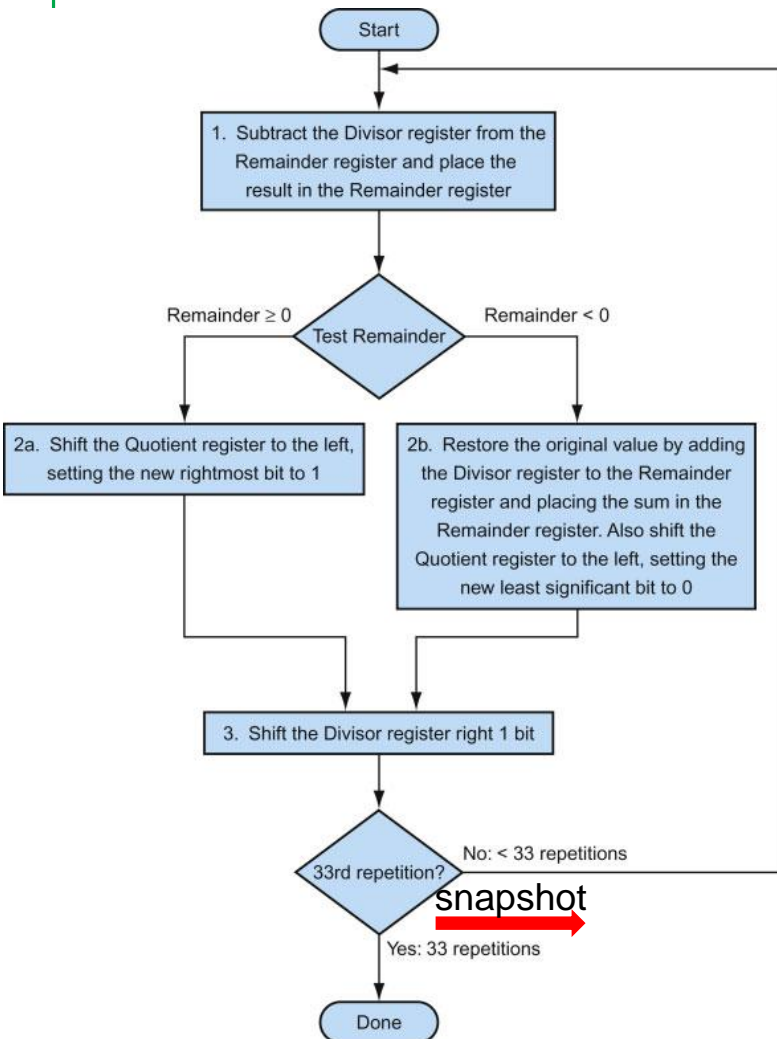 Start
1. Subtract the Divisor register from the
Remainder register and place the
result in the Remainder register
Remainder ≥ 0
Remainder < 0
Test Remainder
2a. Shift the Quotient register to the left,
setting the new rightmost bit to 1
2b. Restore the original value by adding
the Divisor register to the Remainder
register and placing the sum in the
Remainder register. Also shift the
Quotient register to the left, setting the
new least significant bit to 0
3. Shift the Divisor register right 1 bit
33rd repetition?
No: < 33 repetitions
snapshot
Yes: 33 repetitions
Done